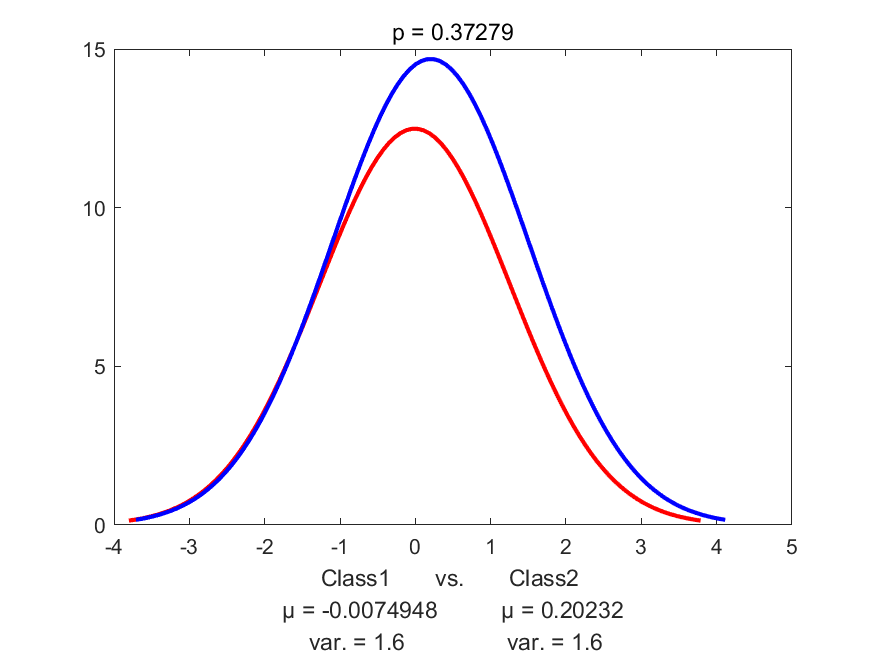 p = 0.37279
15
10
5
0
-4 -3 -2 -1 0 1 2 3 4 5
Class1 vs. Class2
μ = -0.0074948 μ = 0.20232
var. = 1.6 var. = 1.6